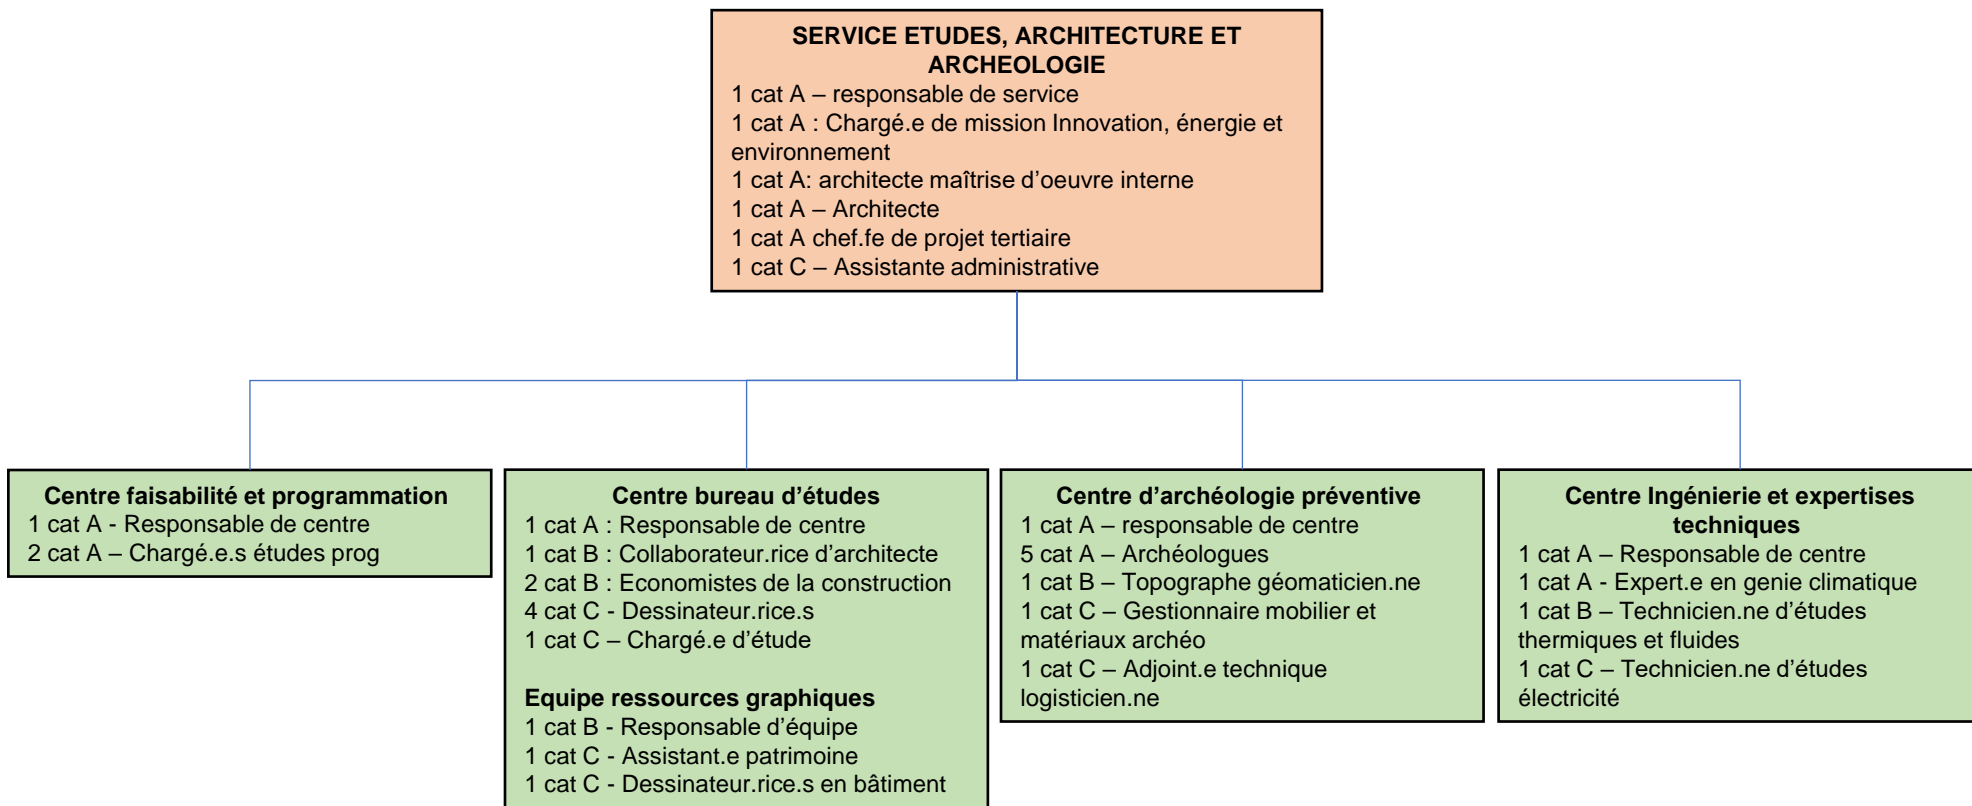 SERVICE ETUDES, ARCHITECTURE ET
ARCHEOLOGIE
1 cat A – responsable de service
1 cat A : Chargé.e de mission Innovation, énergie et
environnement
1 cat A: architecte maîtrise d'oeuvre interne
1 cat A – Architecte
1 cat A chef.fe de projet tertiaire
1 cat C – Assistante administrative
Centre faisabilité et programmation
1 cat A - Responsable de centre
2 cat A – Chargé.e.s études prog
Centre bureau d'études
1 cat A : Responsable de centre
1 cat B : Collaborateur.rice d'architecte
2 cat B : Economistes de la construction
4 cat C - Dessinateur.rice.s
1 cat C – Chargé.e d'étude
Equipe ressources graphiques
1 cat B - Responsable d'équipe
1 cat C - Assistant.e patrimoine
1 cat C - Dessinateur.rice.s en bâtiment
Centre d'archéologie préventive
1 cat A – responsable de centre
5 cat A – Archéologues
1 cat B – Topographe géomaticien.ne
1 cat C – Gestionnaire mobilier et
matériaux archéo
1 cat C – Adjoint.e technique
logisticien.ne
Centre Ingénierie et expertises
techniques
1 cat A – Responsable de centre
1 cat A - Expert.e en genie climatique
1 cat B – Technicien.ne d'études
thermiques et fluides
1 cat C – Technicien.ne d'études
électricité